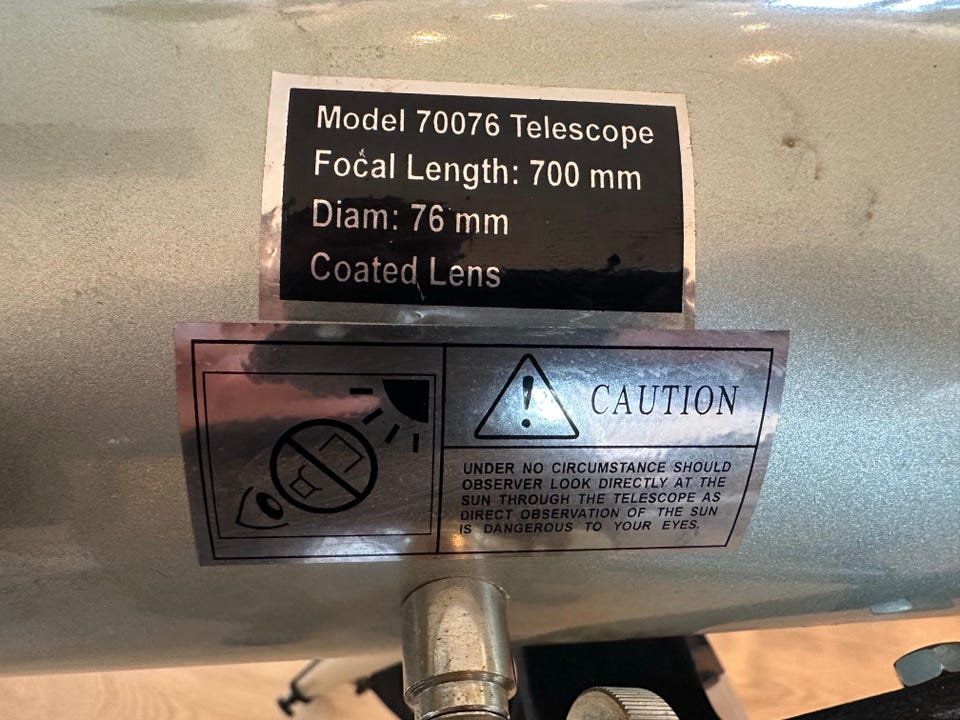 Model 70076 Telescope
Focal Length: 700 mm
Diam: 76 mm
Coated Lens
CAUTION
UNDER NO CIRCUMSTANCE SHOULD
OBSERVER LOOK DIRECTLY AT THE
SUN THROUGH THE TELESCOPE AS
DIRECT OBSERVATION OF THE SUN
IS DANGEROUS TO YOUR EYES.